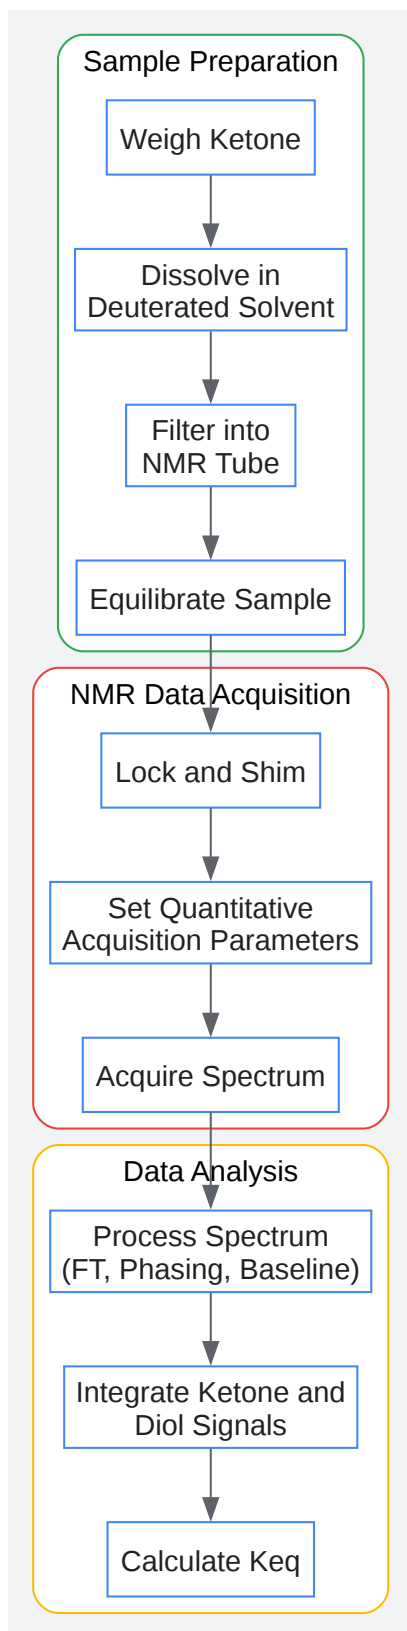 Sample Preparation
Weigh Ketone
Dissolve in
Deuterated Solvent
Filter into
NMR Tube
Equilibrate Sample
NMR Data Acquisition
Lock and Shim
Set Quantitative
Acquisition Parameters
Acquire Spectrum
Data Analysis
Process Spectrum
(FT, Phasing, Baseline)
Integrate Ketone and
Diol Signals
Calculate Keq